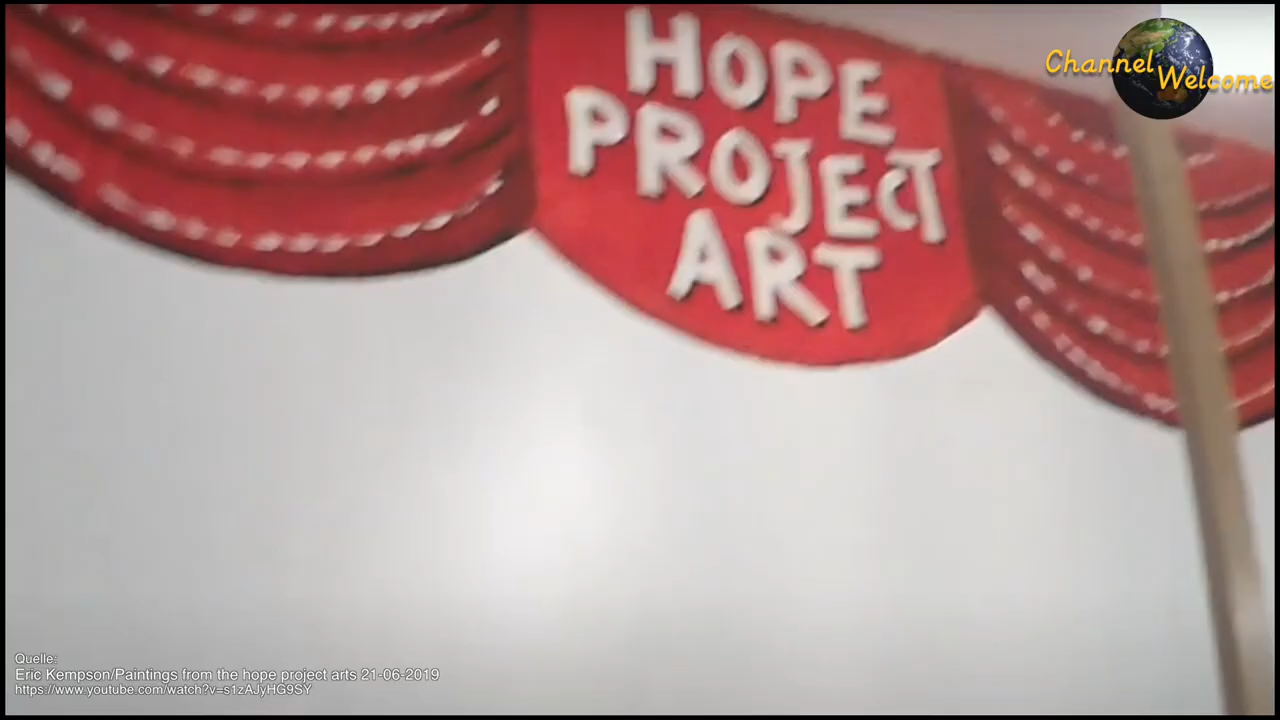 HOPE
PROJECT
ART
Channel
Welcome
Quelle:
Eric Kempson/Paintings from the hope project arts 21-06-2019
https://www.youtube.com/watch?v=s1zAJyHG9SY